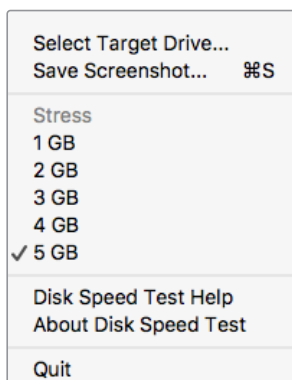 Select Target Drive...
Save Screenshot... ⌘S
Stress
1 GB
2 GB
3 GB
4 GB
✓ 5 GB
Disk Speed Test Help
About Disk Speed Test
Quit